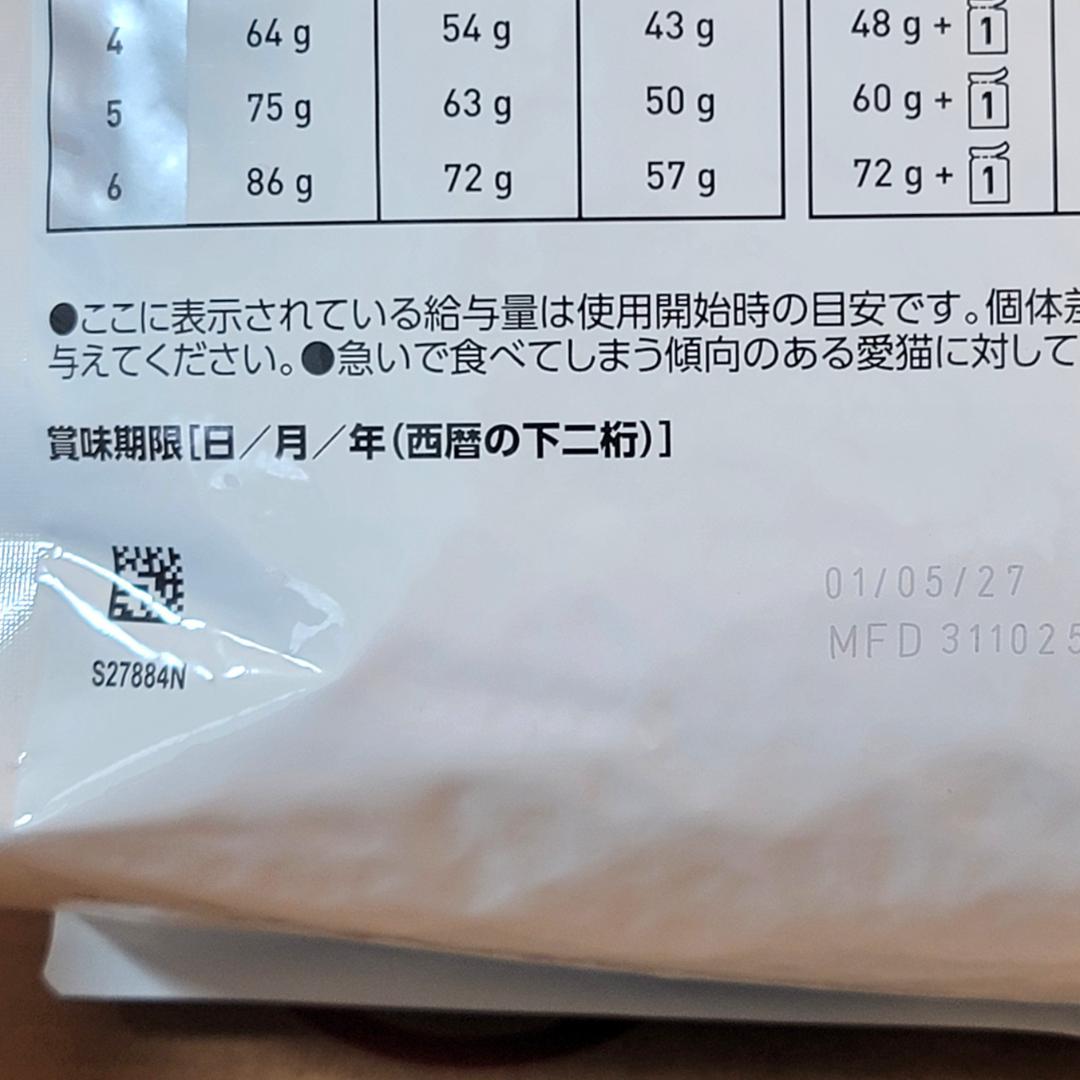 4 64 g 54 g 43 g 48 g + 1
5 75 g 63 g 50 g 60 g + 1
6 86 g 72 g 57 g 72 g + 1
●ここに表示されている給与量は使用開始時の目安です。個体差
与えてください。●急いで食べてしまう傾向のある愛猫に対して
賞味期限[日/月/年(西暦の下二桁)]
S27884N
01/05/27
MFD 311025